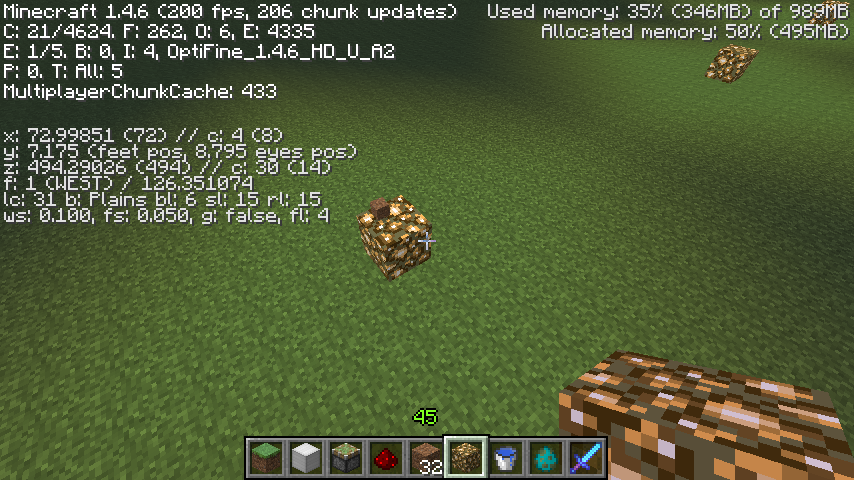 Minecraft 1.4.6 (200 fps, 206 chunk updates)
Used memory: 35% (346MB) of 989MB
C: 21/4624. F: 262, O: 6, E: 4335
Allocated memory: 50% (495MB)
E: 1/5. B: 0, I: 4, OptiFine_1.4.6_HD_U_A2
P: 0. T: All: 5
MultiplayerChunkCache: 433
x: 72.99851 (72) // c: 4 (8)
y: 7.175 (feet pos, 8.795 eyes pos)
z: 494.29026 (494) // c: 30 (14)
f: 1 (WEST) / 126.351074
lc: 31 b: Plains bl: 6 sl: 15 rl: 15
ws: 0.100, fs: 0.050, g: false, fl: 4
45
32